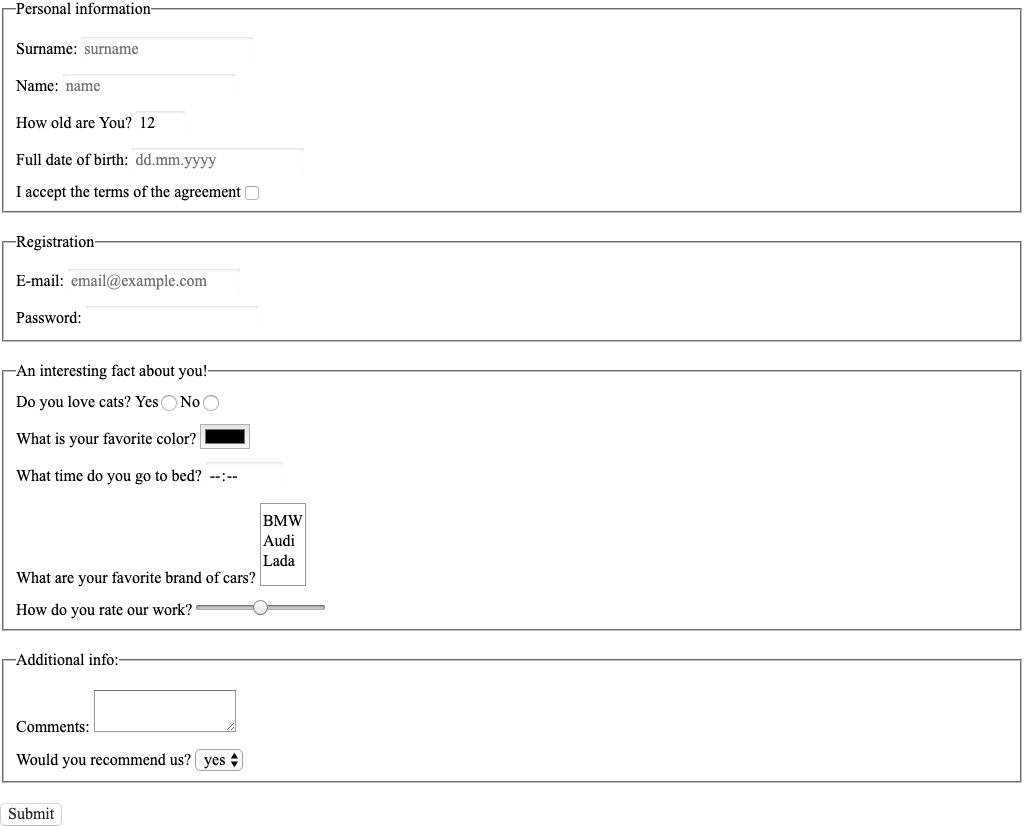 Personal information
Surname: surname
Name: name
How old are You? 12
Full date of birth: dd.mm.yyyy
I accept the terms of the agreement
Registration
E-mail: email@example.com
Password:
An interesting fact about you!
Do you love cats? Yes No
What is your favorite color?
What time do you go to bed? --:--
BMW
Audi
Lada
What are your favorite brand of cars?
How do you rate our work?
Additional info:
Comments:
Would you recommend us? yes
Submit